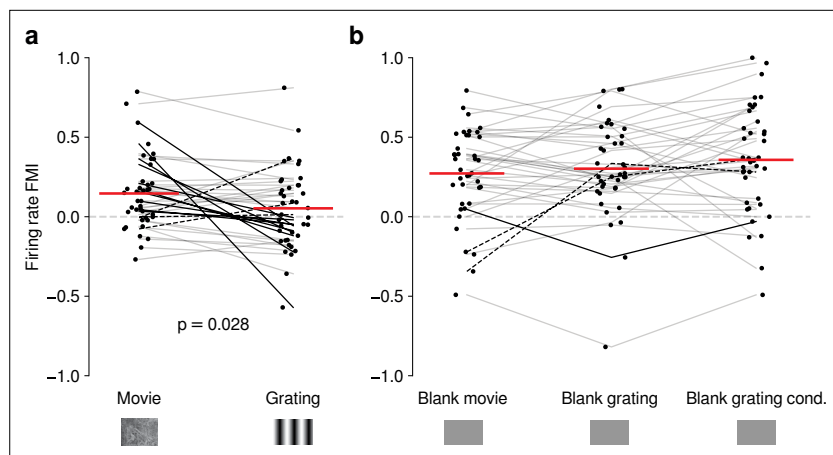 a
b
Firing rate FMI
1.0
0.5
0.0
−0.5
−1.0
p = 0.028
Movie
Grating
1.0
0.5
0.0
−0.5
−1.0
Blank movie
Blank grating
Blank grating cond.